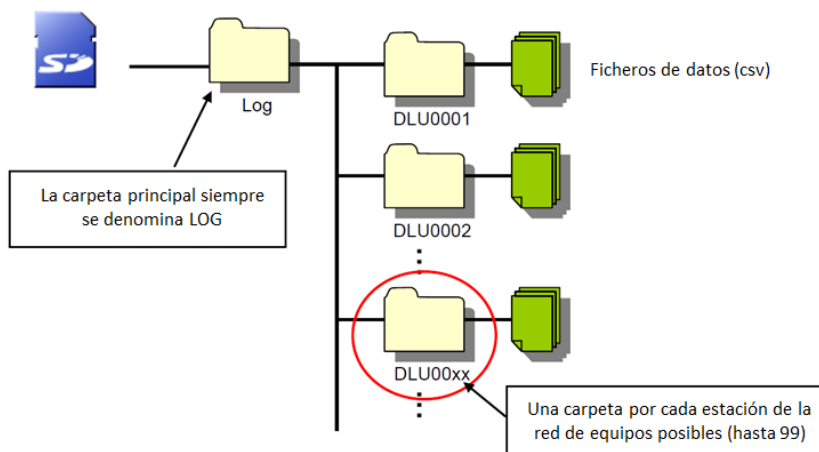 SD
Log
DLU0001
Ficheros de datos (csv)
La carpeta principal siempre
se denomina LOG
DLU0002
DLU00xx
Una carpeta por cada estación de la
red de equipos posibles (hasta 99)